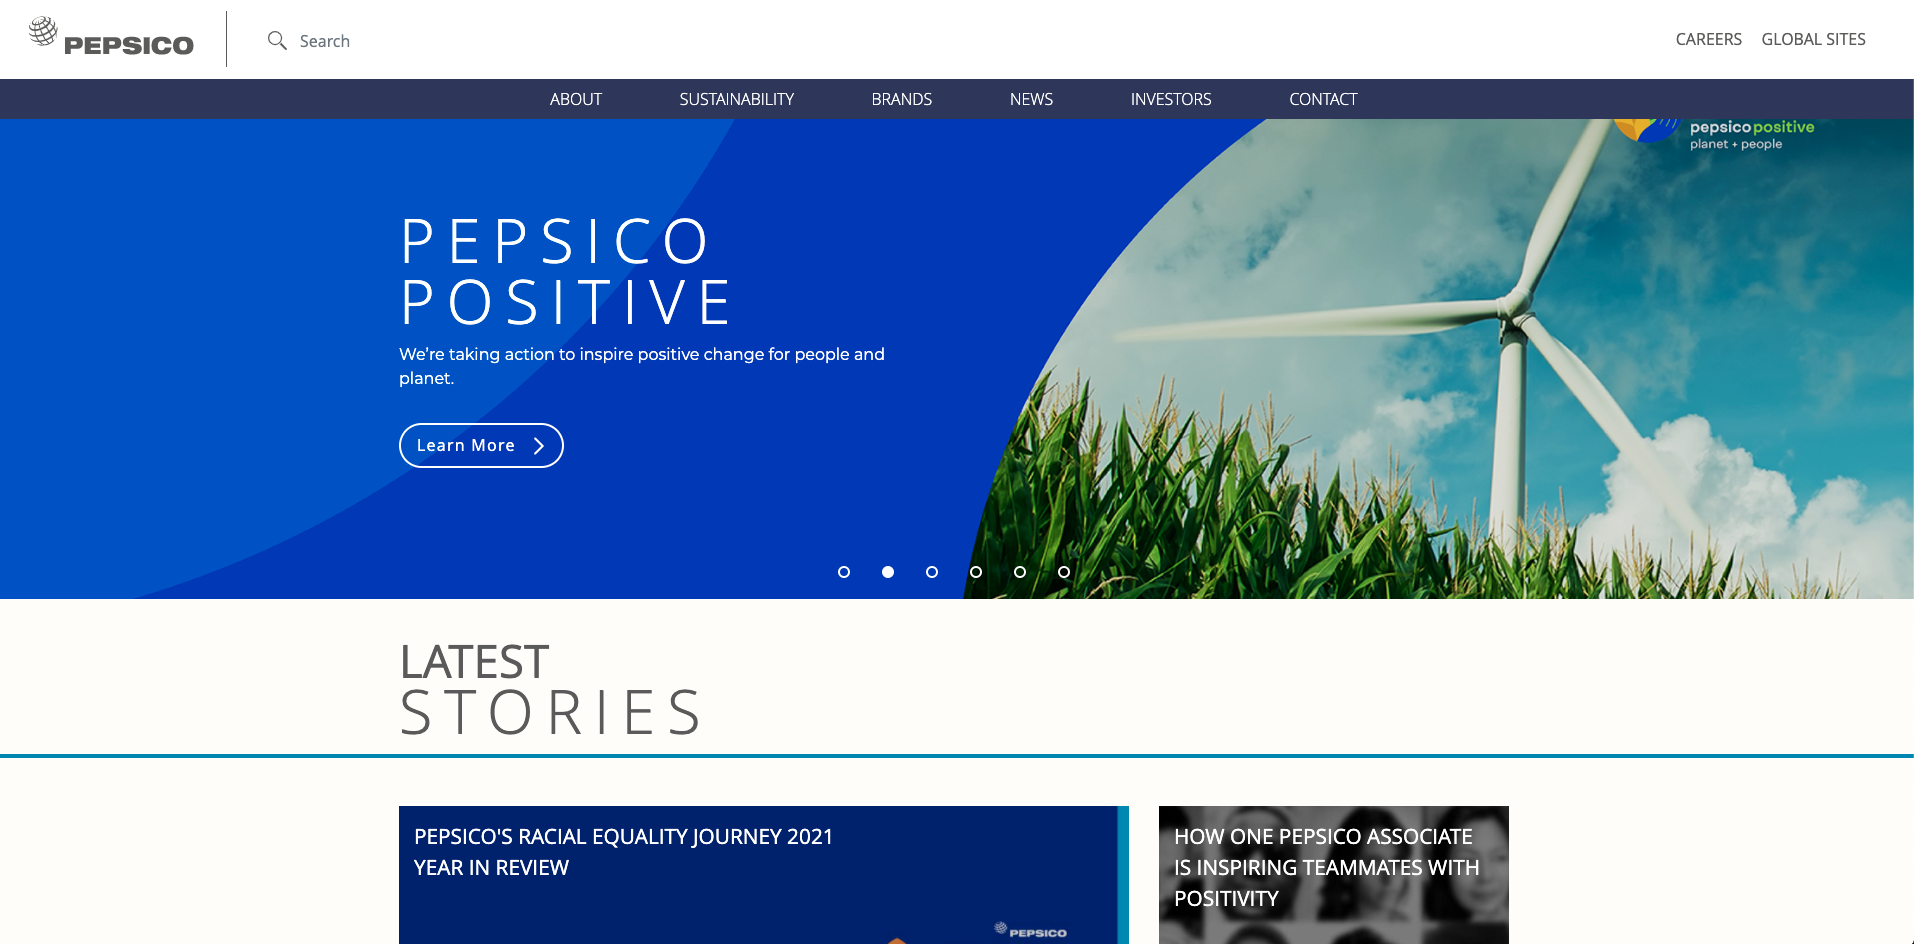 PEPSICO
Search
CAREERS
GLOBAL SITES
ABOUT
SUSTAINABILITY
BRANDS
NEWS
INVESTORS
CONTACT
pepsico positive
planet + people
PEPSICO
POSITIVE
We're taking action to inspire positive change for people and
planet.
Learn More
LATEST
STORIES
PEPSICO'S RACIAL EQUALITY JOURNEY 2021
YEAR IN REVIEW
PEPSICO
HOW ONE PEPSICO ASSOCIATE
IS INSPIRING TEAMMATES WITH
POSITIVITY